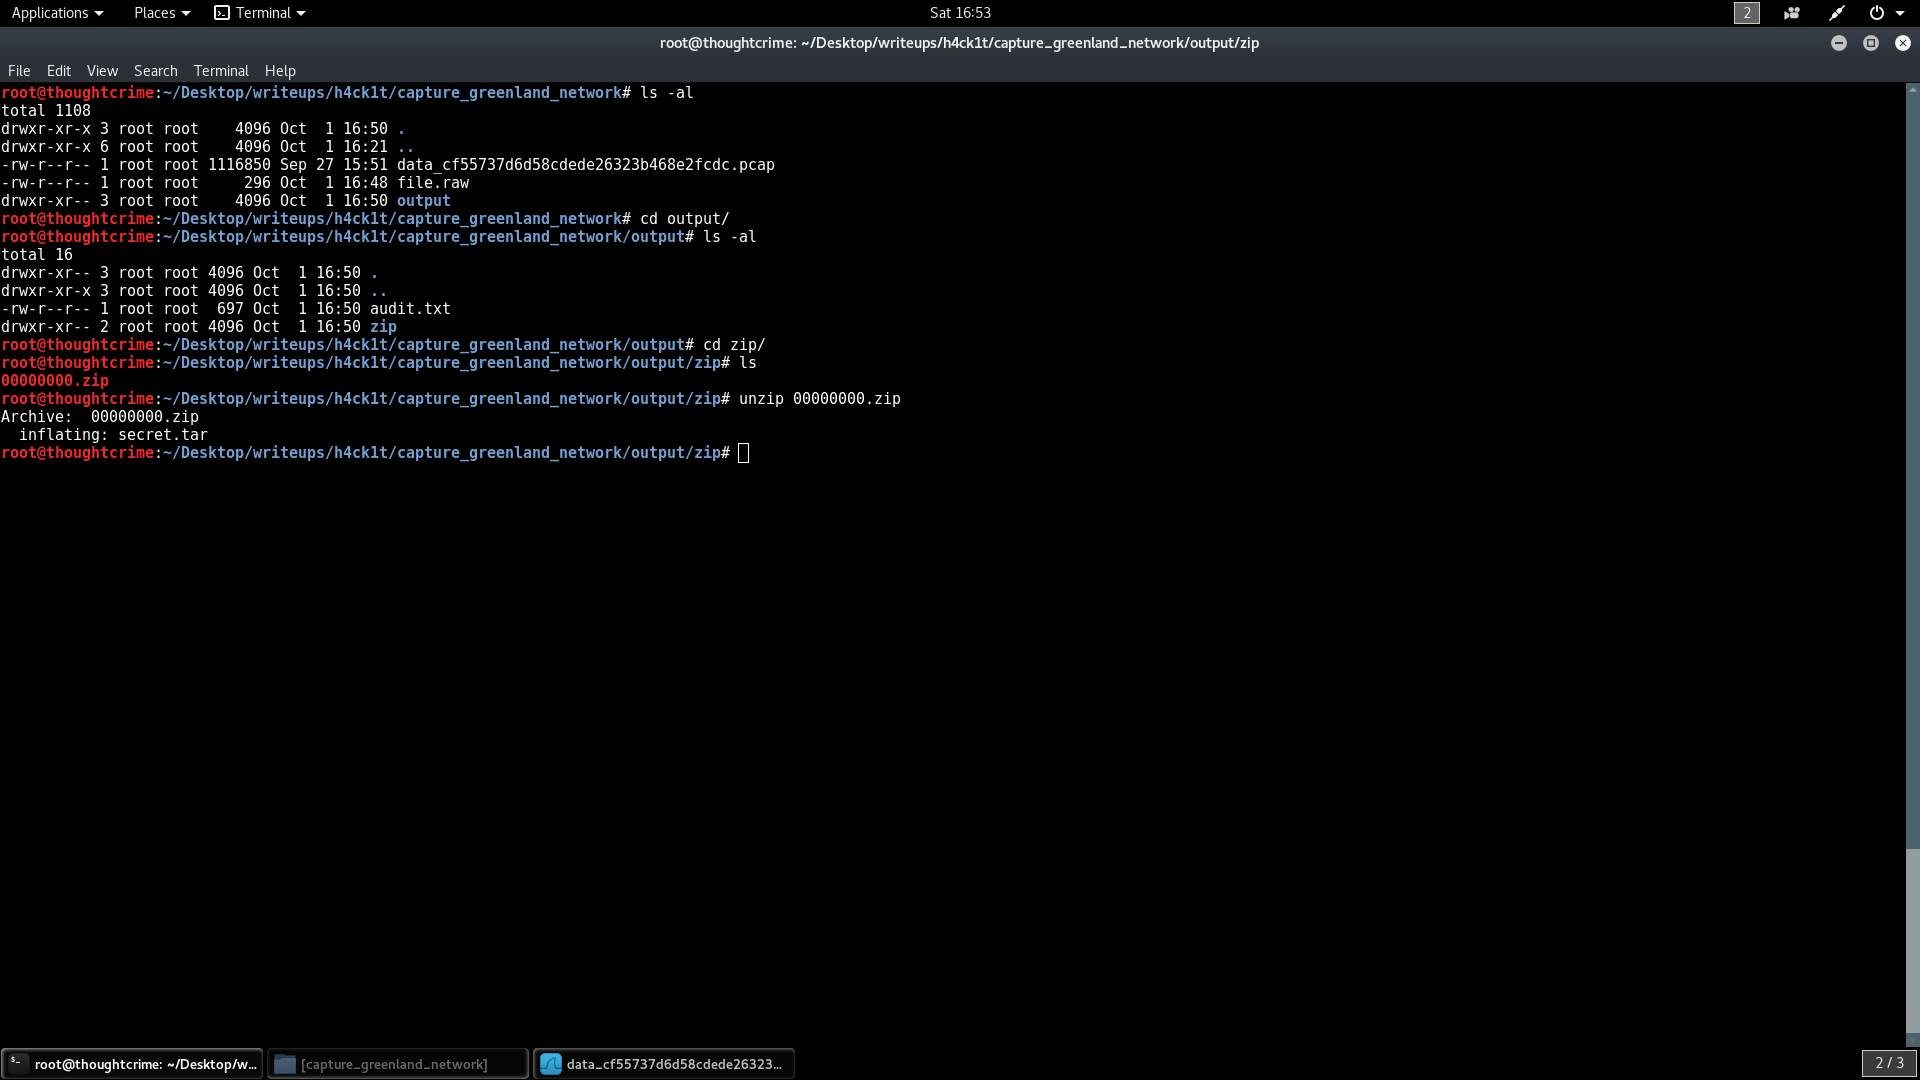 Applications Places Terminal Sat 16:53 2
root@thoughtcrime: ~/Desktop/writeups/h4ck1t/capture_greenland_network/output/zip
File Edit View Search Terminal Help
root@thoughtcrime:~/Desktop/writeups/h4ck1t/capture_greenland_network# ls -al
total 1108
drwxr-xr-x 3 root root    4096 Oct  1 16:50 .
drwxr-xr-x 6 root root    4096 Oct  1 16:21 ..
-rw-r--r-- 1 root root 1116850 Sep 27 15:51 data_cf55737d6d58cdede26323b468e2fcdc.pcap
-rw-r--r-- 1 root root     296 Oct  1 16:48 file.raw
drwxr-xr-- 3 root root    4096 Oct  1 16:50 output
root@thoughtcrime:~/Desktop/writeups/h4ck1t/capture_greenland_network# cd output/
root@thoughtcrime:~/Desktop/writeups/h4ck1t/capture_greenland_network/output# ls -al
total 16
drwxr-xr-- 3 root root 4096 Oct  1 16:50 .
drwxr-xr-x 3 root root 4096 Oct  1 16:50 ..
-rw-r--r-- 1 root root  697 Oct  1 16:50 audit.txt
drwxr-xr-- 2 root root 4096 Oct  1 16:50 zip
root@thoughtcrime:~/Desktop/writeups/h4ck1t/capture_greenland_network/output# cd zip/
root@thoughtcrime:~/Desktop/writeups/h4ck1t/capture_greenland_network/output/zip# ls
00000000.zip
root@thoughtcrime:~/Desktop/writeups/h4ck1t/capture_greenland_network/output/zip# unzip 00000000.zip
Archive:  00000000.zip
  inflating: secret.tar
root@thoughtcrime:~/Desktop/writeups/h4ck1t/capture_greenland_network/output/zip#
root@thoughtcrime: ~/Desktop/w... [capture_greenland_network] data_cf55737d6d58cdede26323... 2 / 3